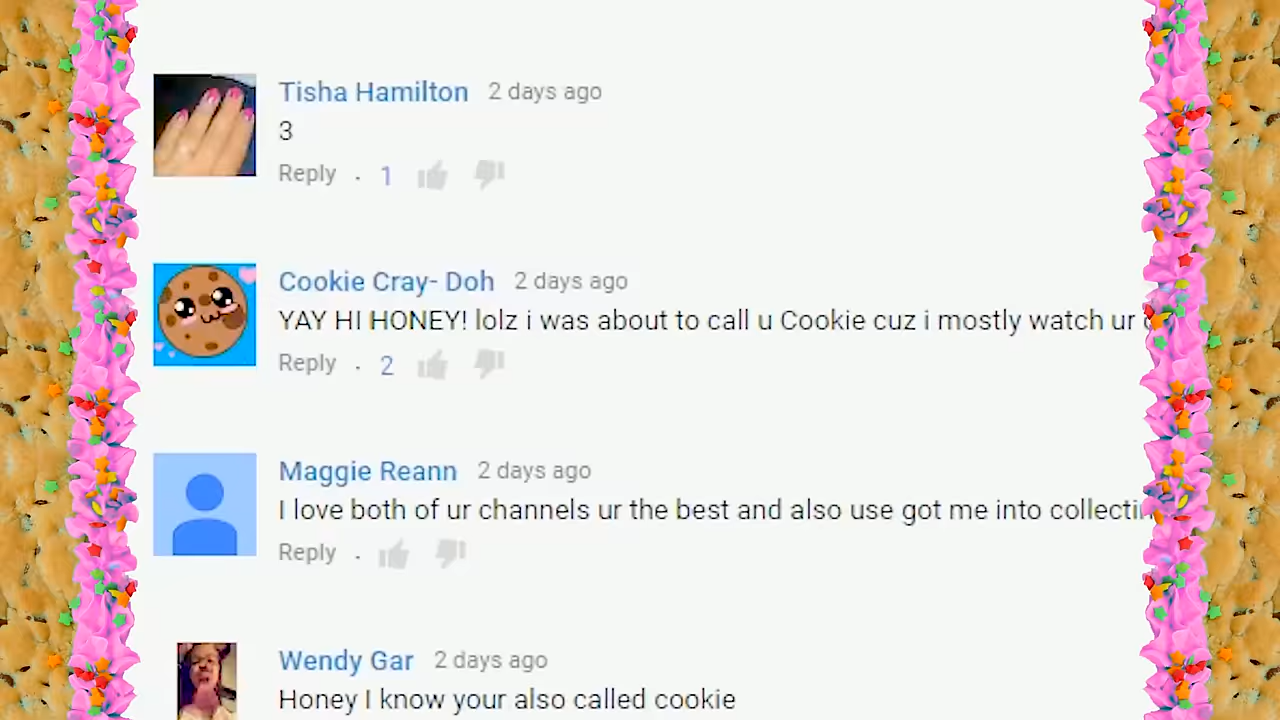 Tisha Hamilton 2 days ago
3
Reply . 1
Cookie Cray- Doh 2 days ago
YAY HI HONEY! lolz i was about to call u Cookie cuz i mostly watch ur
Reply . 2
Maggie Reann 2 days ago
I love both of ur channels ur the best and also use got me into
Reply .
Wendy Gar 2 days ago
Honey I know your also called cookie